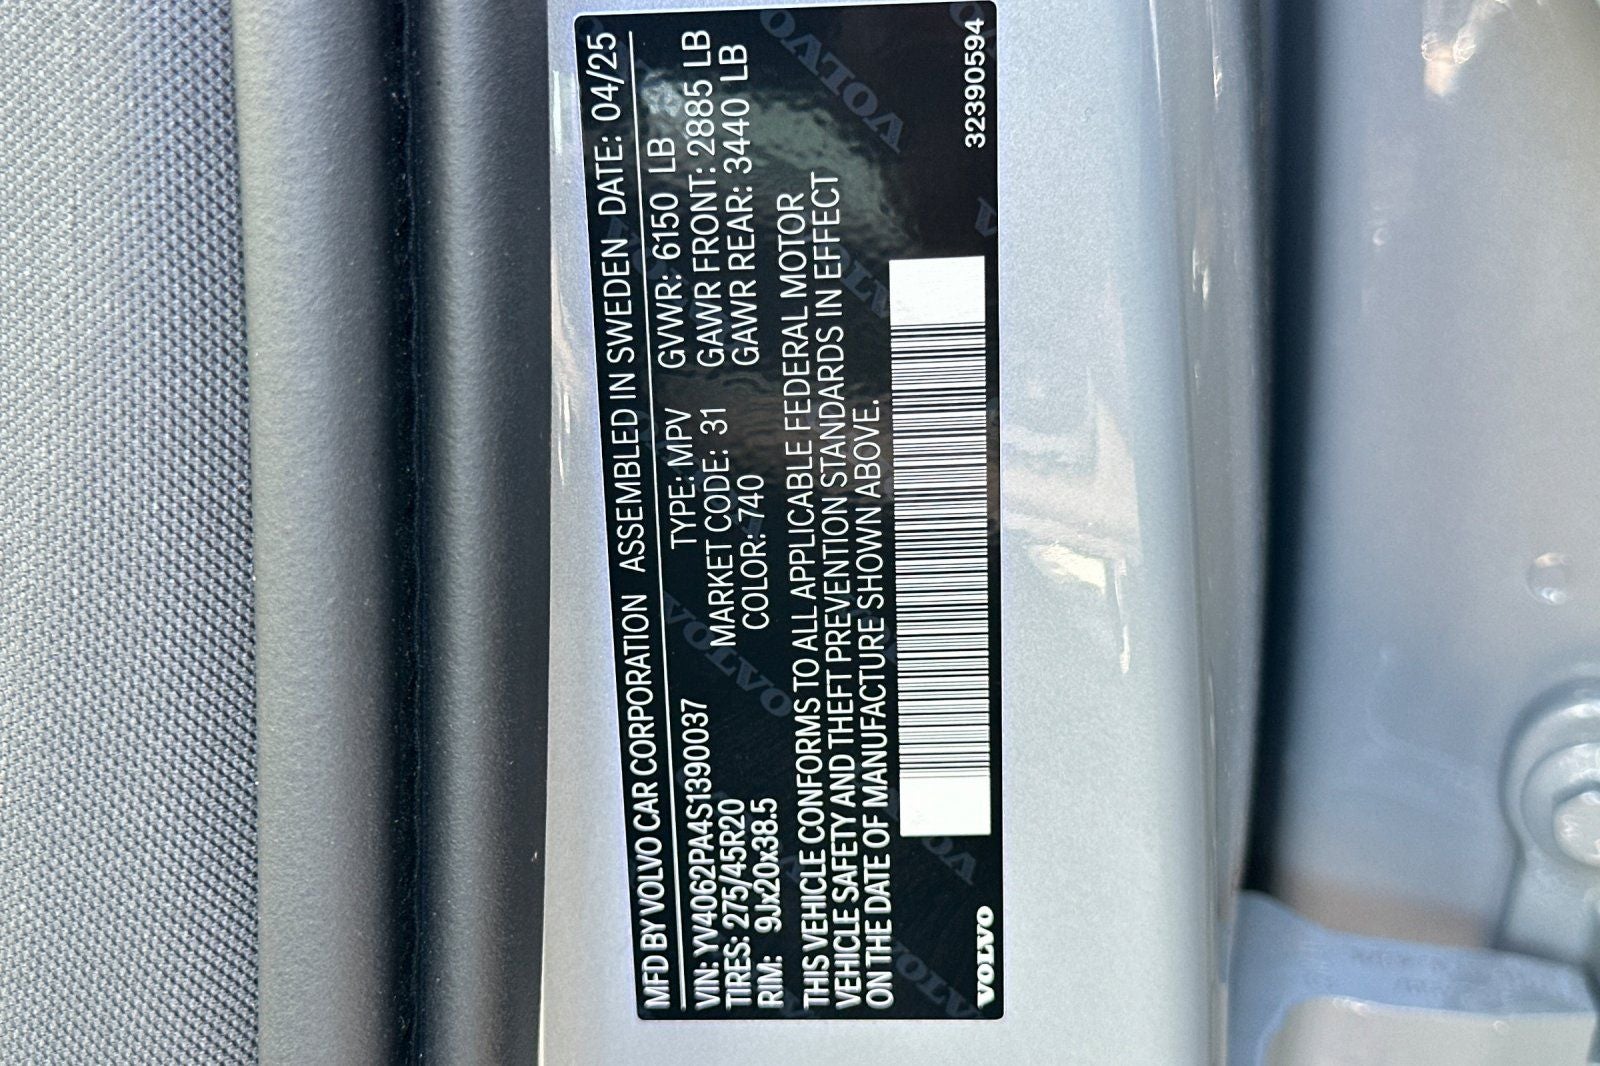 MFD BY VOLVO CAR CORPORATION ASSEMBLED IN SWEDEN DATE: 04/25
VIN: YV4062PA4S1390037 TYPE: MPV GVWR: 6150 LB
TIRES: 275/45R20 MARKET CODE: 31 GAWR FRONT: 2885 LB
RIM: 9Jx20x38.5 COLOR: 740 GAWR REAR: 3440 LB
THIS VEHICLE CONFORMS TO ALL APPLICABLE FEDERAL MOTOR
VEHICLE SAFETY AND THEFT PREVENTION STANDARDS IN EFFECT
ON THE DATE OF MANUFACTURE SHOWN ABOVE.
VOLVO 32390594